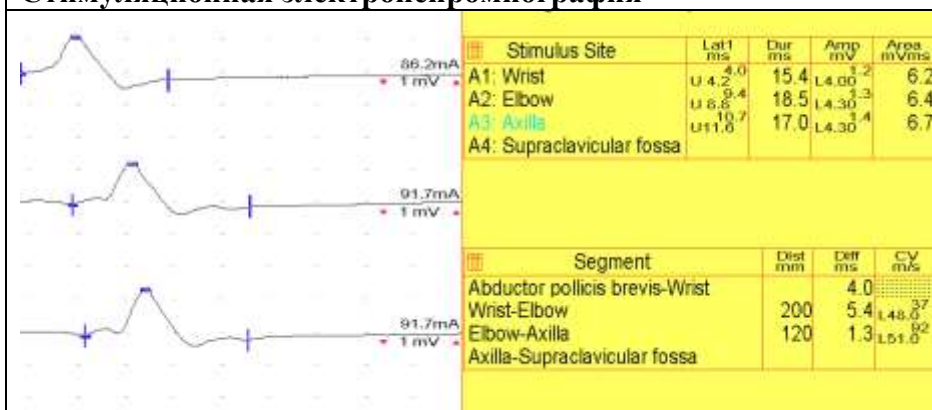 Стимуляционная электронейромиография
86.2mA
1 mV
91.7mA
1 mV
91.7mA
1 mV
Stimulus Site Lat1 ms Dur ms Amp mV Area mVms
A1: Wrist U 4.2 4.0 15.4 L4.00 1.2 6.2
A2: Elbow U 8.8 9.4 18.5 L4.30 1.3 6.4
A3: Axilla U11.6 10.7 17.0 L4.30 1.4 6.7
A4: Supraclavicular fossa
Segment Dist mm Diff ms CV m/s
Abductor pollicis brevis-Wrist 4.0
Wrist-Elbow 200 5.4 L48.0 37
Elbow-Axilla 120 1.3 L51.0 92
Axilla-Supraclavicular fossa